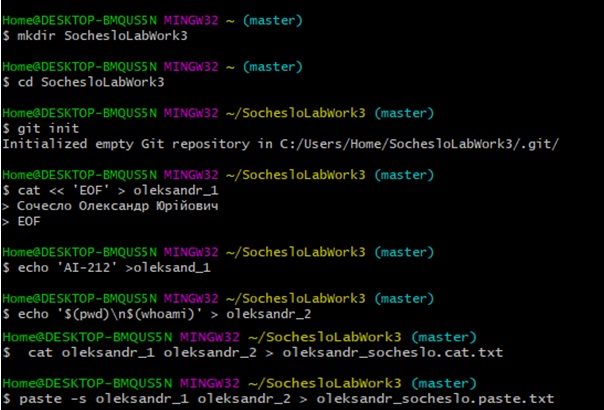 Home@DESKTOP-BMQUS5N MINGW32 ~ (master)
$ mkdir SochesloLabWork3
Home@DESKTOP-BMQUS5N MINGW32 ~ (master)
$ cd SochesloLabWork3
Home@DESKTOP-BMQUS5N MINGW32 ~/SochesloLabWork3 (master)
$ git init
Initialized empty Git repository in C:/Users/Home/SochesloLabWork3/.git/
Home@DESKTOP-BMQUS5N MINGW32 ~/SochesloLabWork3 (master)
$ cat << 'EOF' > oleksandr_1
> Сочесло Олександр Юрійович
> EOF
Home@DESKTOP-BMQUS5N MINGW32 ~/SochesloLabWork3 (master)
$ echo 'AI-212' >oleksand_1
Home@DESKTOP-BMQUS5N MINGW32 ~/SochesloLabWork3 (master)
$ echo '$(pwd)\n$(whoami)' > oleksandr_2
Home@DESKTOP-BMQUS5N MINGW32 ~/SochesloLabWork3 (master)
$  cat oleksandr_1 oleksandr_2 > oleksandr_socheslo.cat.txt
Home@DESKTOP-BMQUS5N MINGW32 ~/SochesloLabWork3 (master)
$ paste -s oleksandr_1 oleksandr_2 > oleksandr_socheslo.paste.txt